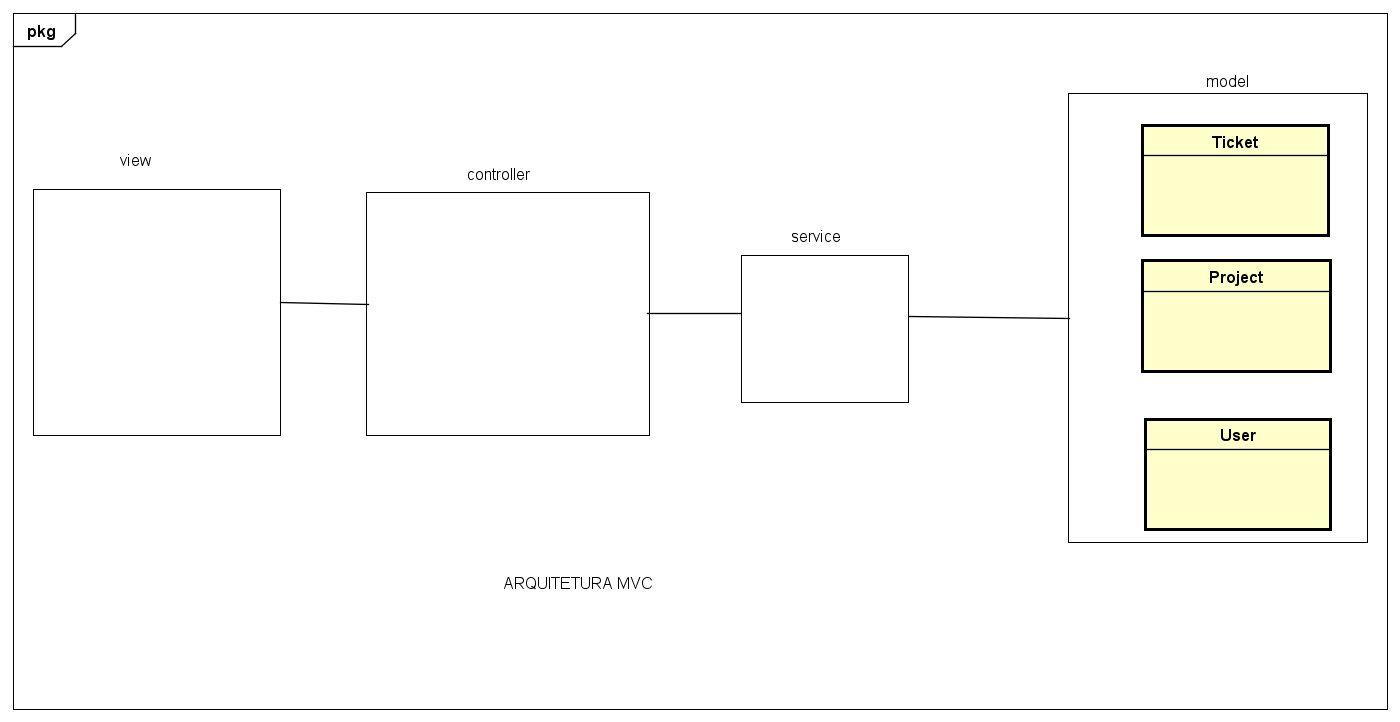 pkg
model
Ticket
view
controller
service
Project
User
ARQUITETURA MVC